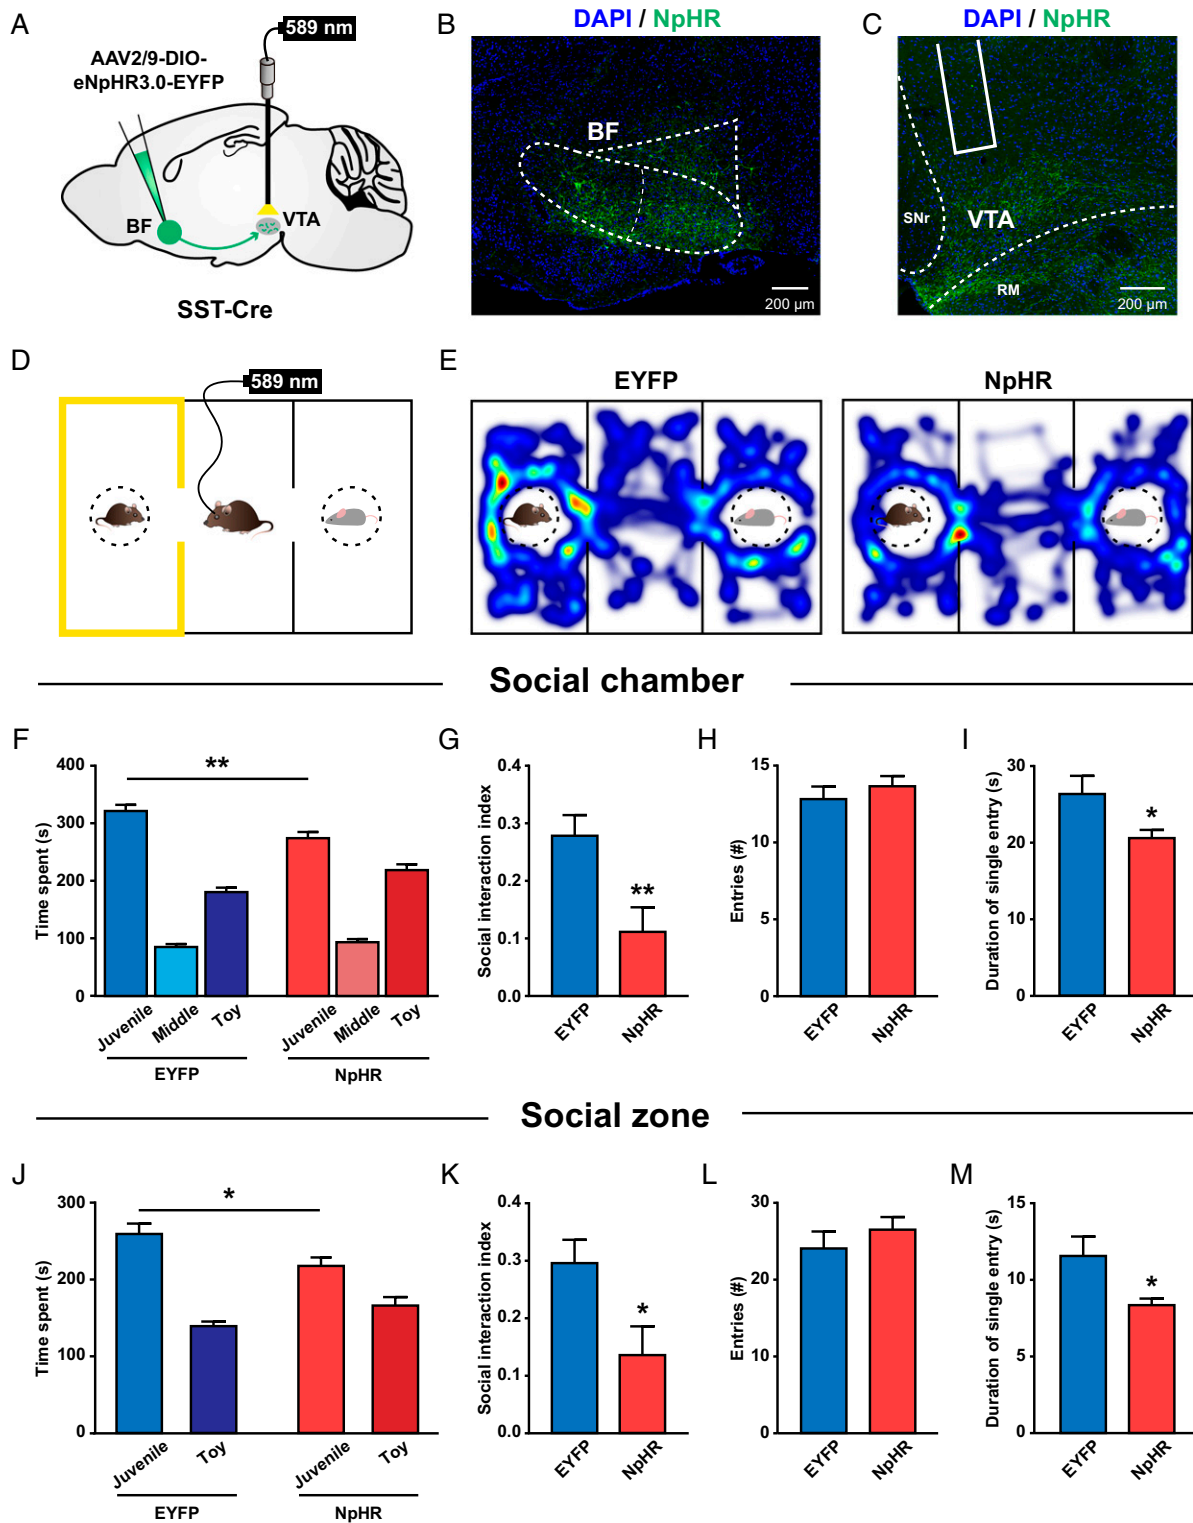 A
589 nm
AAV2/9-DIO-
eNpHR3.0-EYFP
BF
VTA
SST-Cre
B
DAPI / NpHR
BF
200 µm
C
DAPI / NpHR
SNr
VTA
RM
200 µm
D
589 nm
E
EYFP
NpHR
Social chamber
F
Time spent (s)
400
300
200
100
0
Juvenile
Middle
Toy
Juvenile
Middle
Toy
EYFP
NpHR
**
G
Social interaction index
0.4
0.3
0.2
0.1
0.0
**
EYFP
NpHR
H
Entries (#)
15
10
5
0
EYFP
NpHR
I
Duration of single entry (s)
30
20
10
0
*
EYFP
NpHR
Social zone
J
Time spent (s)
300
200
100
0
*
Juvenile
Toy
Juvenile
Toy
EYFP
NpHR
K
Social interaction index
0.4
0.3
0.2
0.1
0.0
*
EYFP
NpHR
L
Entries (#)
30
20
10
0
EYFP
NpHR
M
Duration of single entry (s)
15
10
5
0
*
EYFP
NpHR